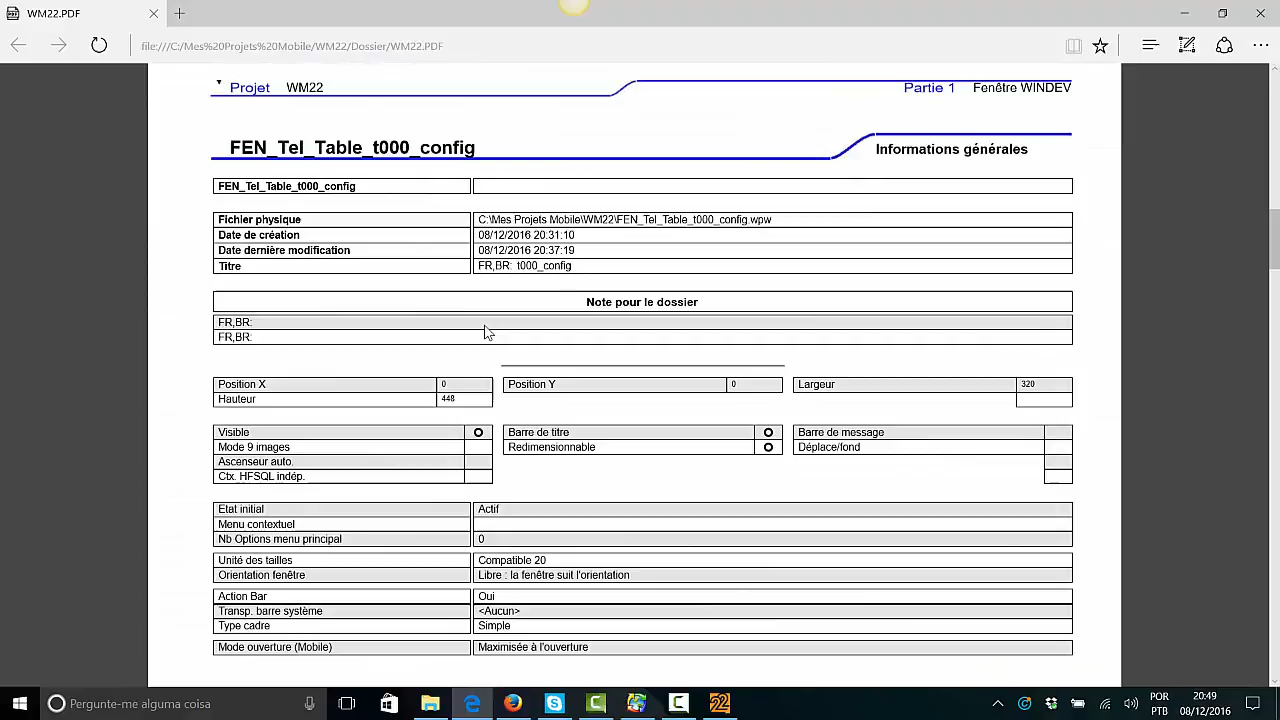 WM22.PDF
file:///C:/Mes%20Projets%20Mobile/WM22/Dossier/WM22.PDF
Projet WM22 Partie 1 Fenêtre WINDEV
FEN_Tel_Table_t000_config Informations générales
FEN_Tel_Table_t000_config
Fichier physique C:\Mes Projets Mobile\WM22\FEN_Tel_Table_t000_config.wpw
Date de création 08/12/2016 20:31:10
Date dernière modification 08/12/2016 20:37:19
Titre FR,BR: t000_config
Note pour le dossier
FR,BR:
FR,BR:
Position X 0 Position Y 0 Largeur 320
Hauteur 448
Visible Barre de titre Barre de message
Mode 9 images Redimensionnable Déplace/fond
Ascenseur auto.
Ctx. HFSQL indép.
Etat initial Actif
Menu contextuel
Nb Options menu principal 0
Unité des tailles Compatible 20
Orientation fenêtre Libre : la fenêtre suit l'orientation
Action Bar Oui
Transp. barre système <Aucun>
Type cadre Simple
Mode ouverture (Mobile) Maximisée à l'ouverture
Pergunte-me alguma coisa 22 POR 20:49
PTB 08/12/2016